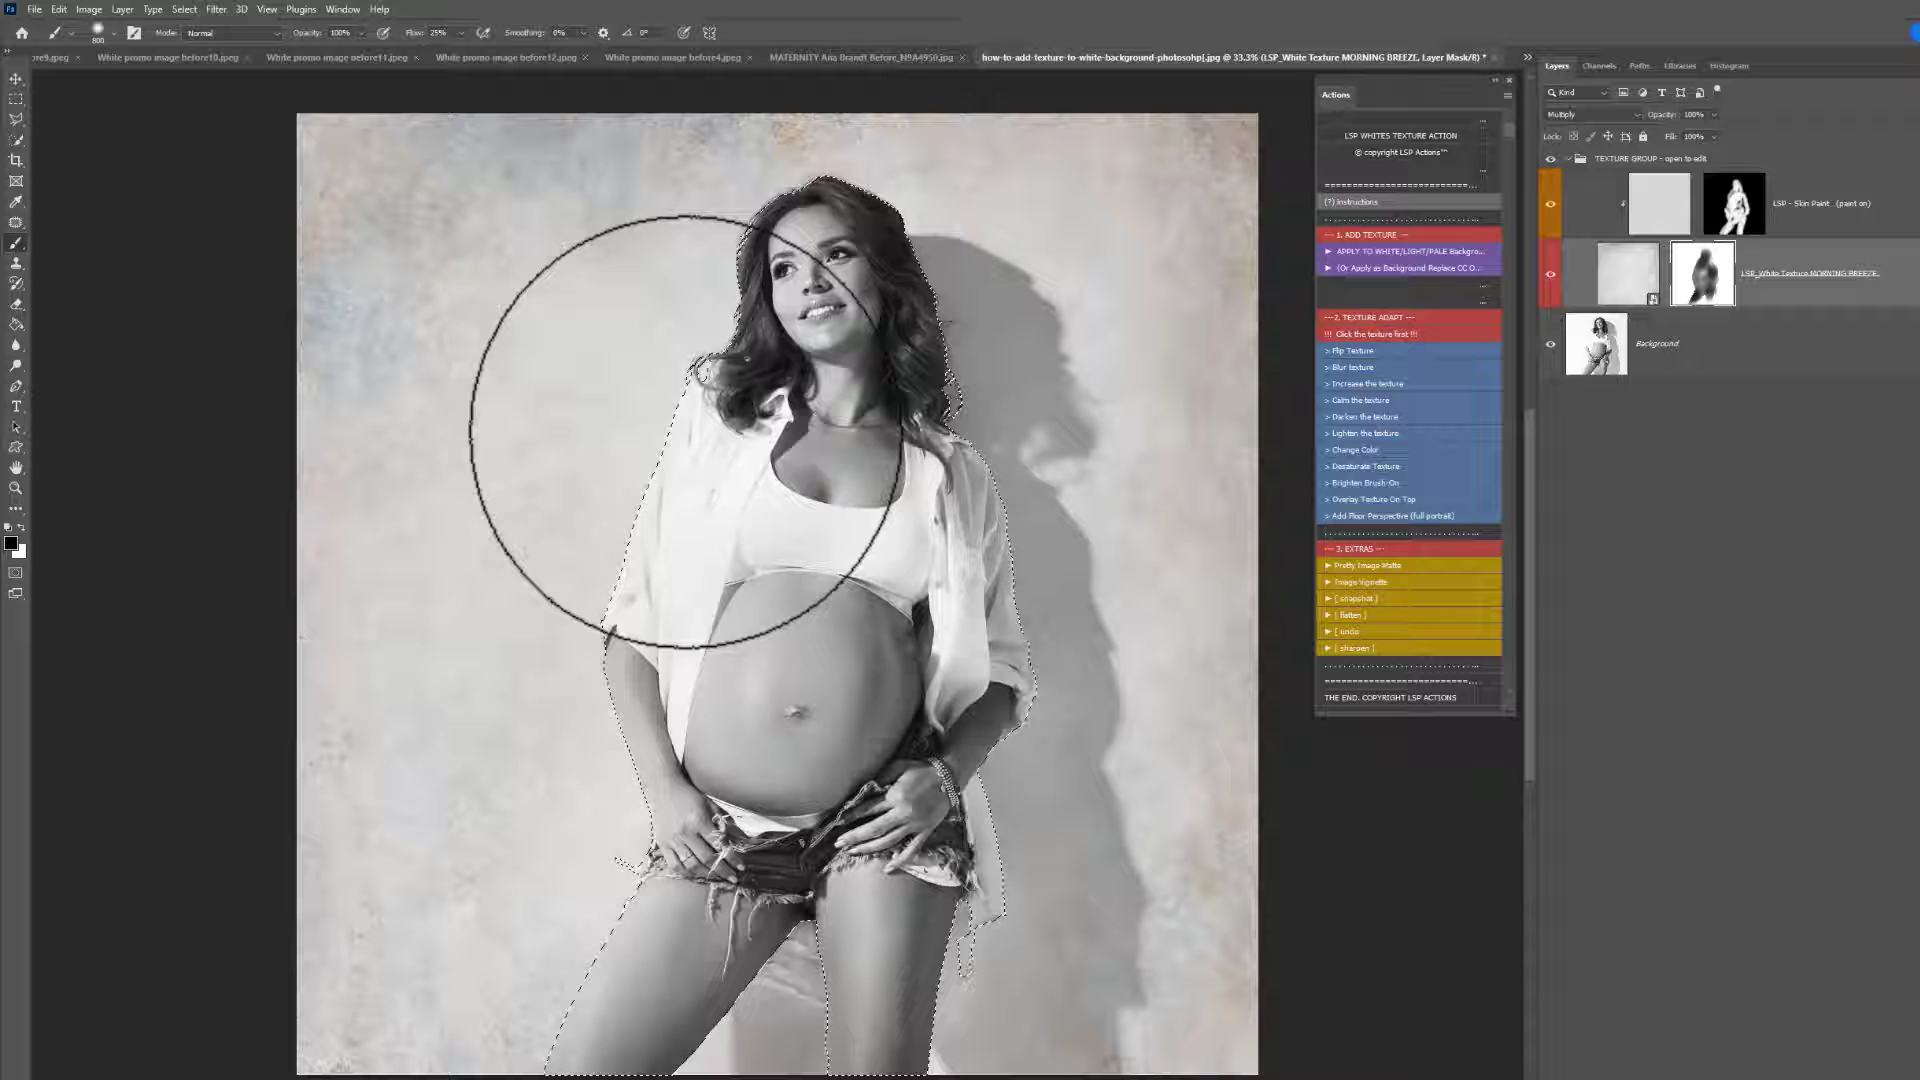 Ps File Edit Image Layer Type Select Filter 3D View Plugins Window Help
800 Mode: Normal Opacity: 100% Flow: 25% Smoothing: 0% 0°
ore9.jpeg × White promo image before10.jpeg × White promo image before11.jpeg × White promo image before12.jpeg × White promo image before4.jpeg × MATERNITY Ana Brandt Before_N9A4950.jpg × how-to-add-texture-to-white-background-photosohp[.jpg @ 33.3% (LSP_White Texture MORNING BREEZE, Layer Mask/8) *
Layers Channels Paths Libraries Histogram
Kind
Multiply Opacity: 100%
Lock: Fill: 100%
TEXTURE GROUP - open to edit
LSP - Skin Paint (paint on)
LSP_White Texture MORNING BREEZE
Background
Actions
LSP WHITES TEXTURE ACTION
© copyright LSP Actions™
==========================...
(?) instructions
--- 1. ADD TEXTURE ---
► APPLY TO WHITE/LIGHT/PALE Backgro...
► (Or Apply as Background Replace CC O...
---2. TEXTURE ADAPT ---
!!! Click the texture first !!!
> Flip Texture
> Blur texture
> Increase the texture
> Calm the texture
> Darken the texture
> Lighten the texture
> Change Color
> Desaturate Texture
> Brighten Brush-On
> Overlay Texture On Top
> Add Floor Perspective (full portrait)
--- 3. EXTRAS ---
► Pretty Image Matte
► Image Vignette
► [ snapshot ]
► [ flatten ]
► [ undo
► [ sharpen ]
==========================...
THE END. COPYRIGHT LSP ACTIONS